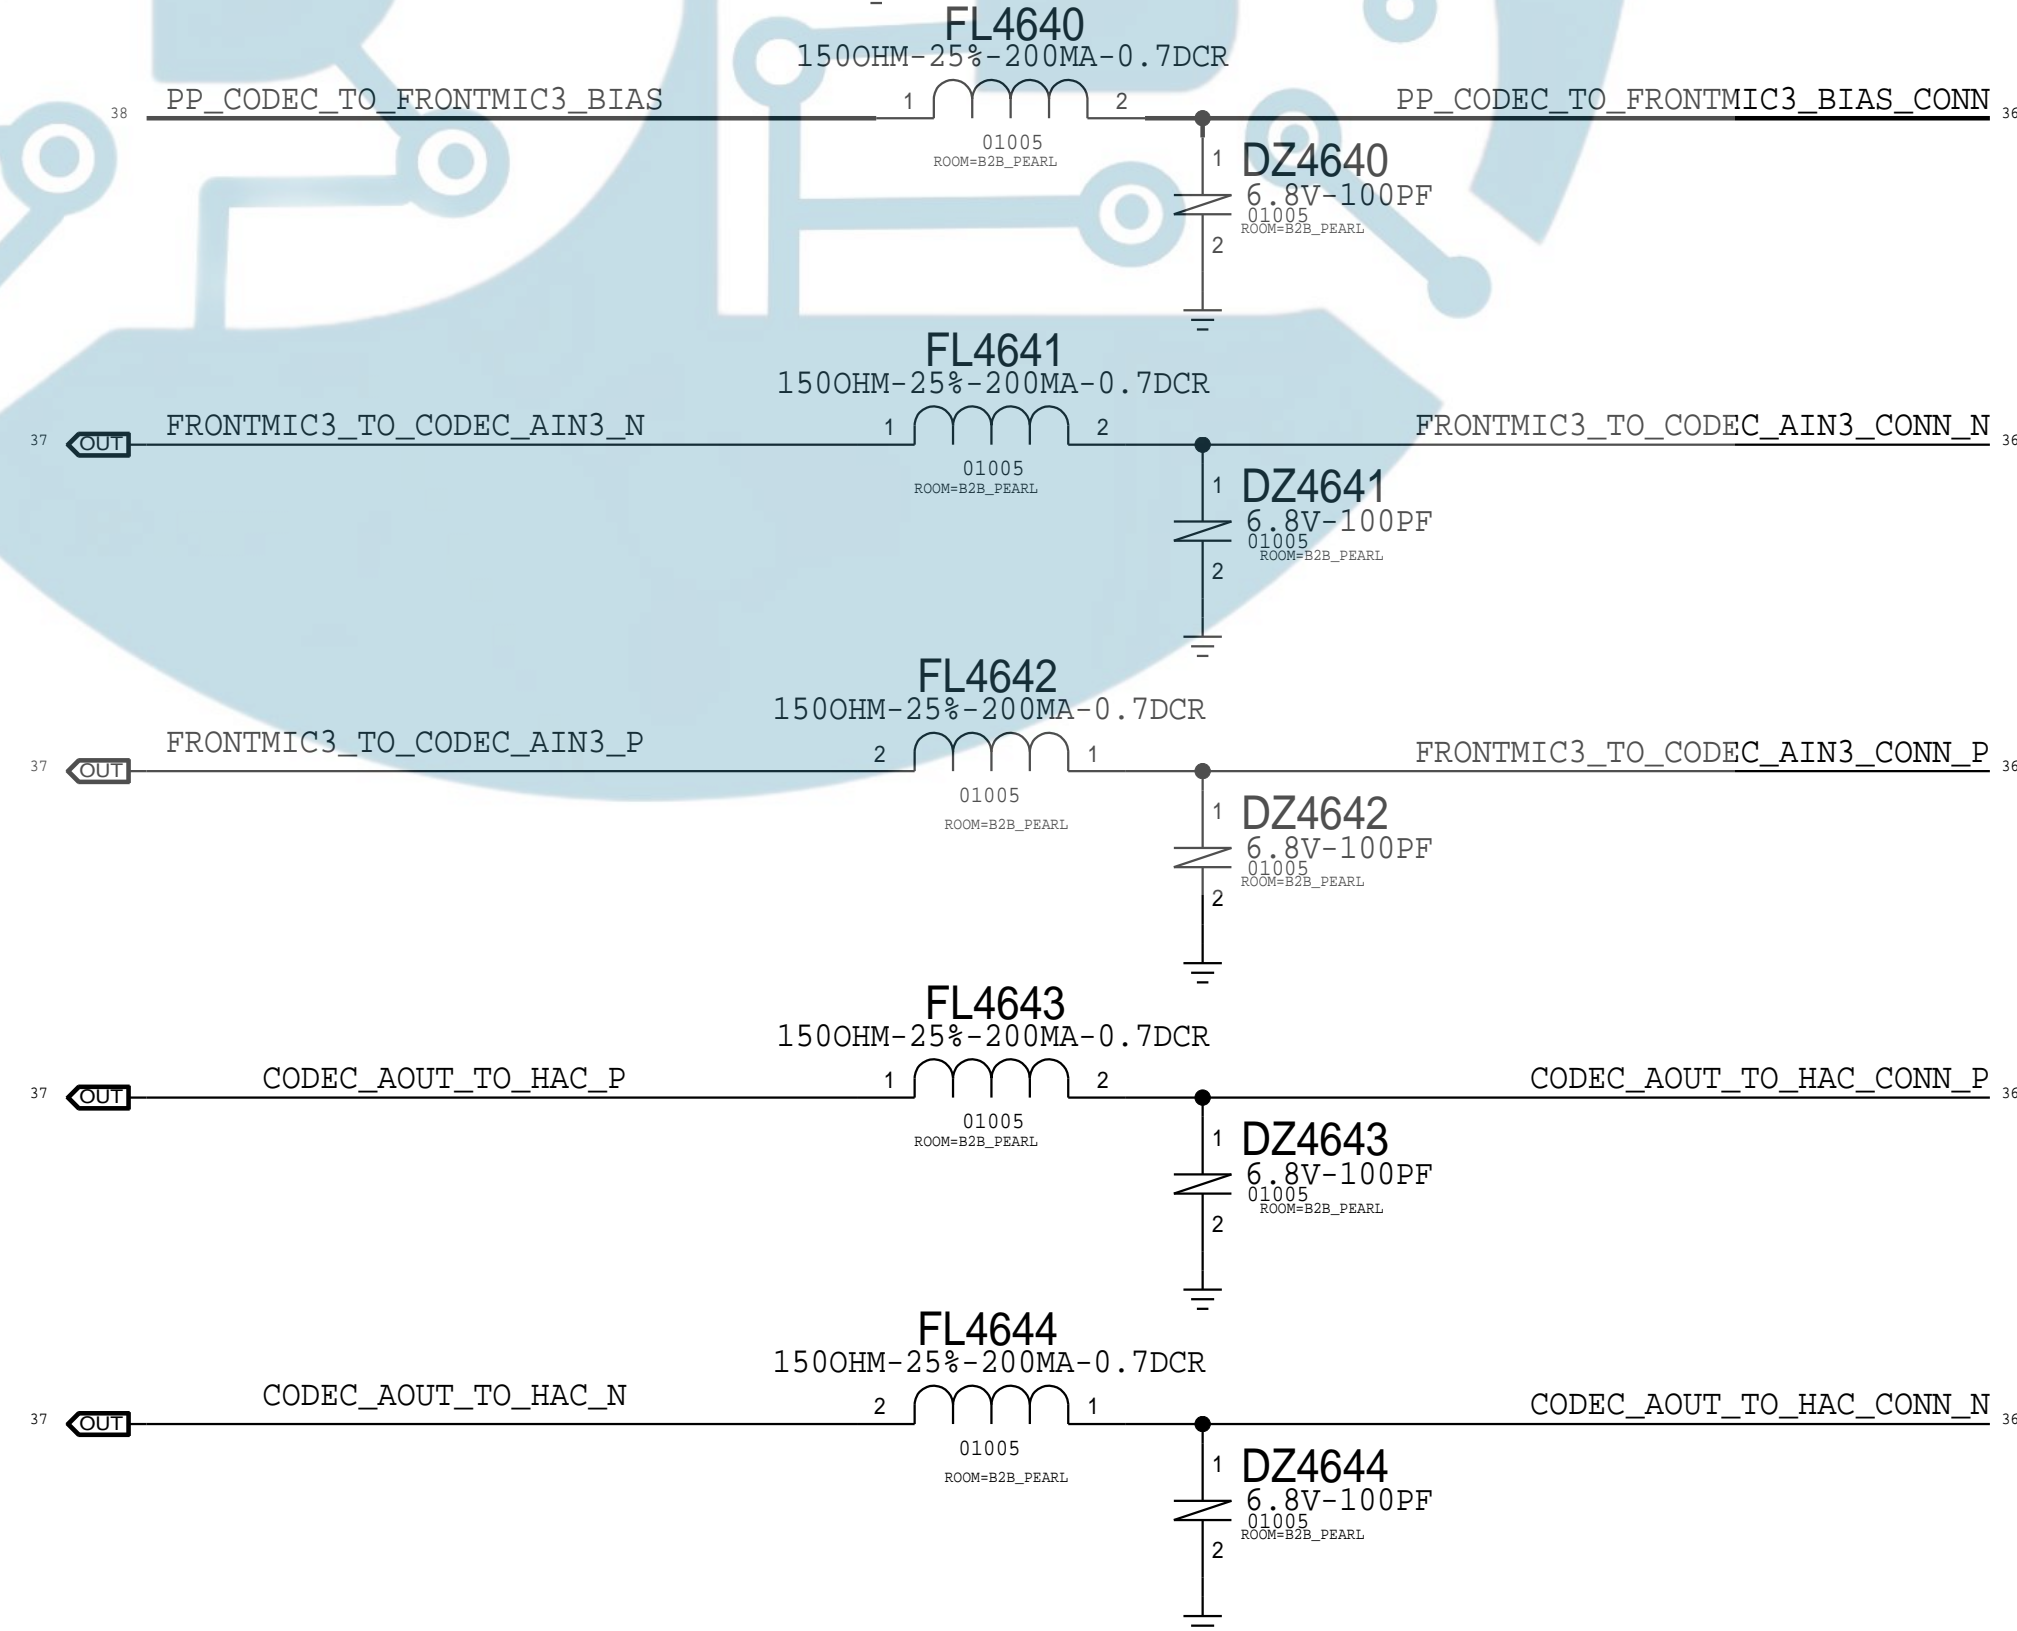 FL4640
150OHM-25%-200MA-0.7DCR
38 PP_CODEC_TO_FRONTMIC3_BIAS 1 2 PP_CODEC_TO_FRONTMIC3_BIAS_CONN 36
01005
ROOM=B2B_PEARL
1 DZ4640
6.8V-100PF
01005
ROOM=B2B_PEARL
2
FL4641
150OHM-25%-200MA-0.7DCR
37 OUT FRONTMIC3_TO_CODEC_AIN3_N 1 2 FRONTMIC3_TO_CODEC_AIN3_CONN_N 36
01005
ROOM=B2B_PEARL
1 DZ4641
6.8V-100PF
01005
ROOM=B2B_PEARL
2
FL4642
150OHM-25%-200MA-0.7DCR
37 OUT FRONTMIC3_TO_CODEC_AIN3_P 2 1 FRONTMIC3_TO_CODEC_AIN3_CONN_P 36
01005
ROOM=B2B_PEARL
1 DZ4642
6.8V-100PF
01005
ROOM=B2B_PEARL
2
FL4643
150OHM-25%-200MA-0.7DCR
37 OUT CODEC_AOUT_TO_HAC_P 1 2 CODEC_AOUT_TO_HAC_CONN_P 36
01005
ROOM=B2B_PEARL
1 DZ4643
6.8V-100PF
01005
ROOM=B2B_PEARL
2
FL4644
150OHM-25%-200MA-0.7DCR
37 OUT CODEC_AOUT_TO_HAC_N 2 1 CODEC_AOUT_TO_HAC_CONN_N 36
01005
ROOM=B2B_PEARL
1 DZ4644
6.8V-100PF
01005
ROOM=B2B_PEARL
2